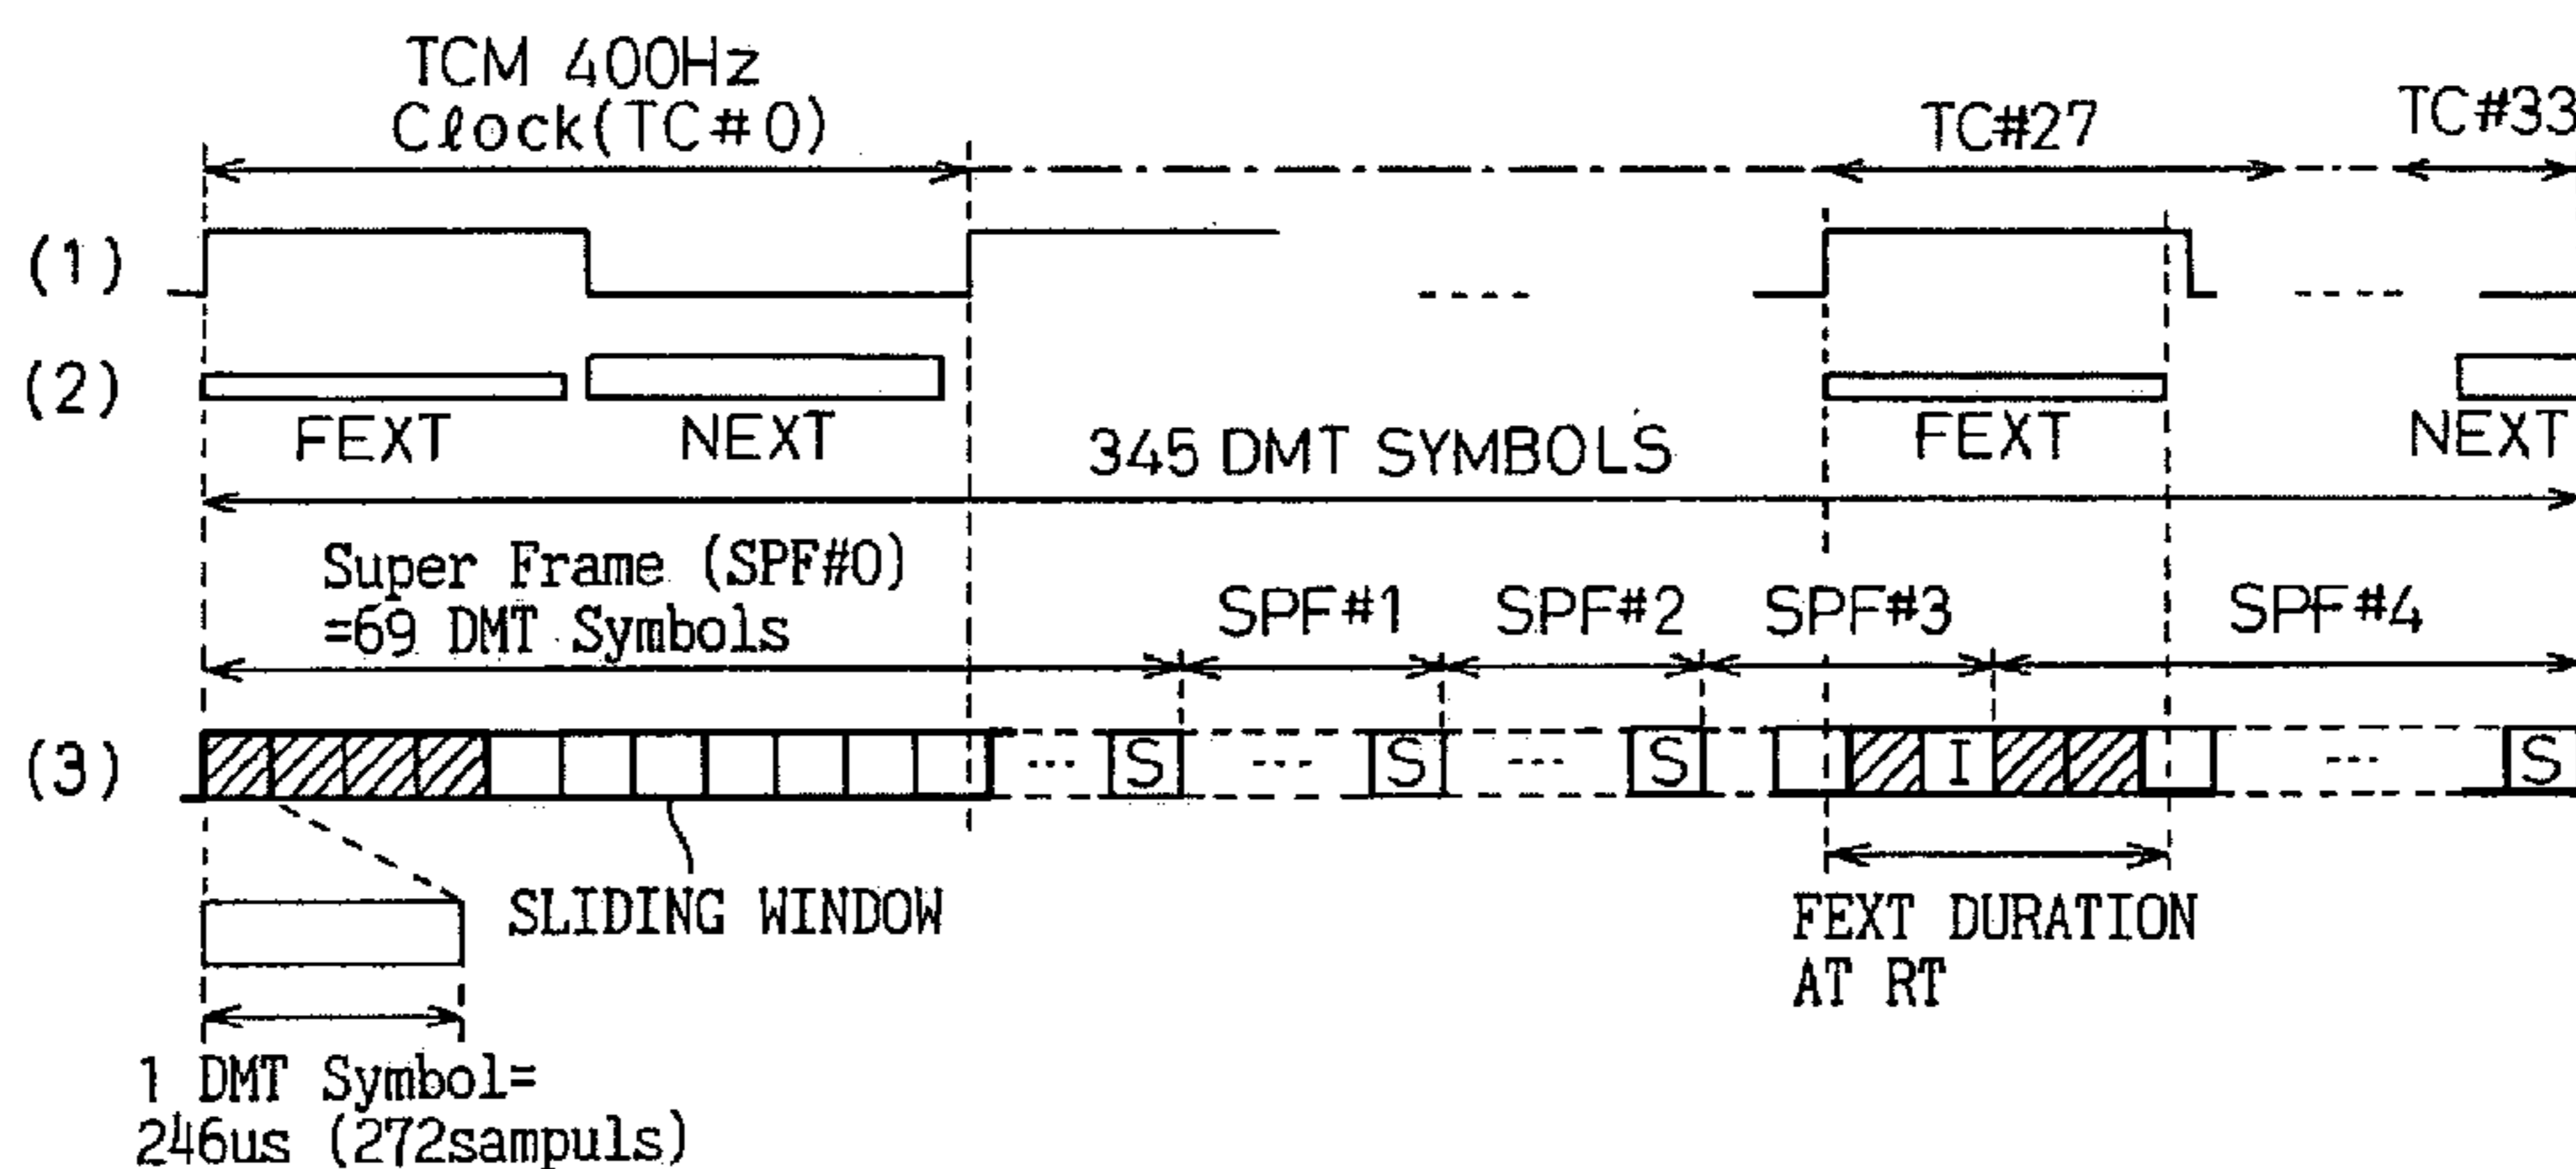 TCM 400Hz
Clock(TC#0)
TC#27
TC#33
(1)
(2)
FEXT
NEXT
FEXT
NEXT
345 DMT SYMBOLS
Super Frame (SPF#0)
=69 DMT Symbols
SPF#1
SPF#2
SPF#3
SPF#4
(3)
S
S
S
I
S
SLIDING WINDOW
FEXT DURATION
AT RT
1 DMT Symbol=
246us (272sampuls)